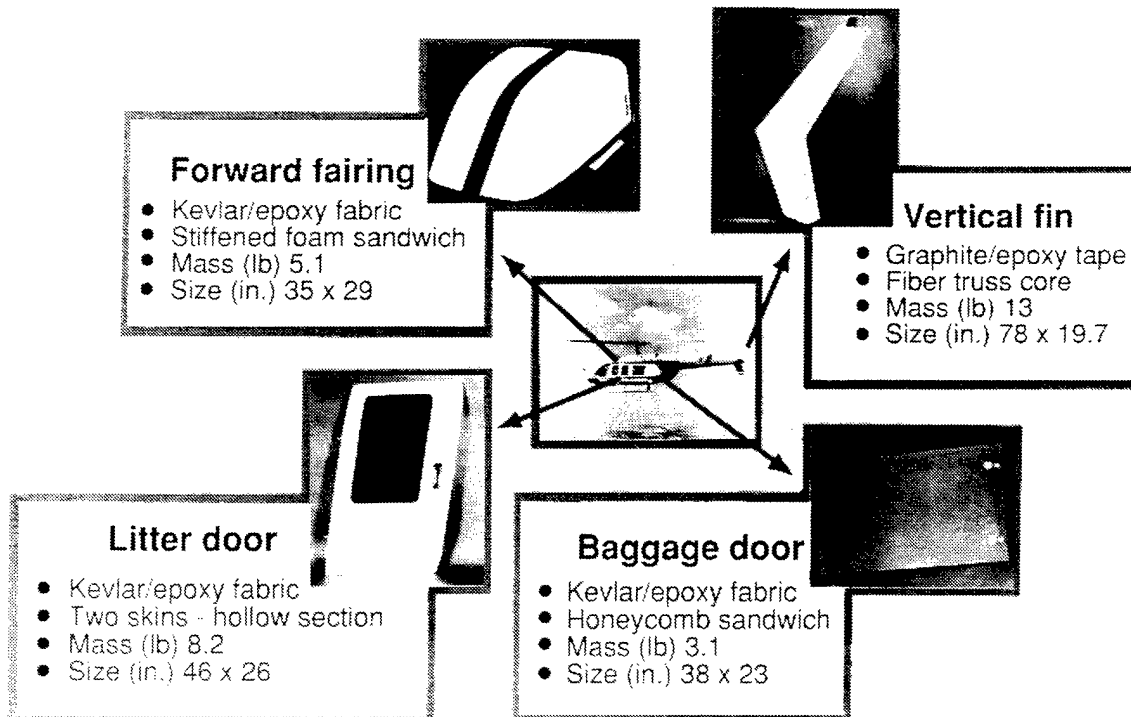 Forward fairing
● Kevlar/epoxy fabric
● Stiffened foam sandwich
● Mass (lb) 5.1
● Size (in.) 35 x 29
Vertical fin
● Graphite/epoxy tape
● Fiber truss core
● Mass (lb) 13
● Size (in.) 78 x 19.7
Litter door
● Kevlar/epoxy fabric
● Two skins - hollow section
● Mass (lb) 8.2
● Size (in.) 46 x 26
Baggage door
● Kevlar/epoxy fabric
● Honeycomb sandwich
● Mass (lb) 3.1
● Size (in.) 38 x 23